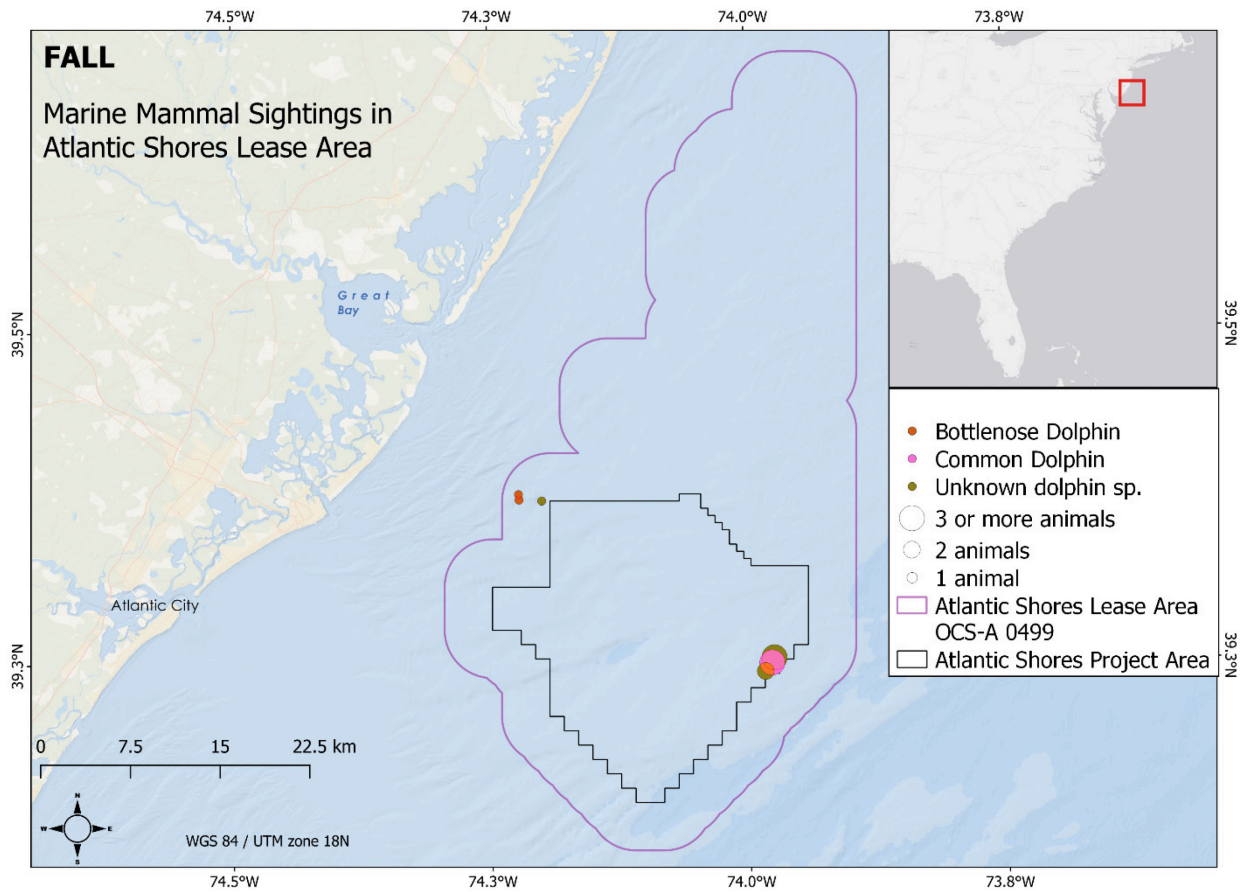 74.5°W
74.3°W
74.0°W
73.8°W
FALL
Marine Mammal Sightings in
Atlantic Shores Lease Area
Great
Bay
39.5°N
39.5°N
Bottlenose Dolphin
Common Dolphin
Unknown dolphin sp.
3 or more animals
2 animals
1 animal
Atlantic Shores Lease Area
OCS-A 0499
Atlantic Shores Project Area
Atlantic City
39.3°N
39.3°N
0 7.5 15 22.5 km
N
W E
S
WGS 84 / UTM zone 18N
74.5°W
74.3°W
74.0°W
73.8°W